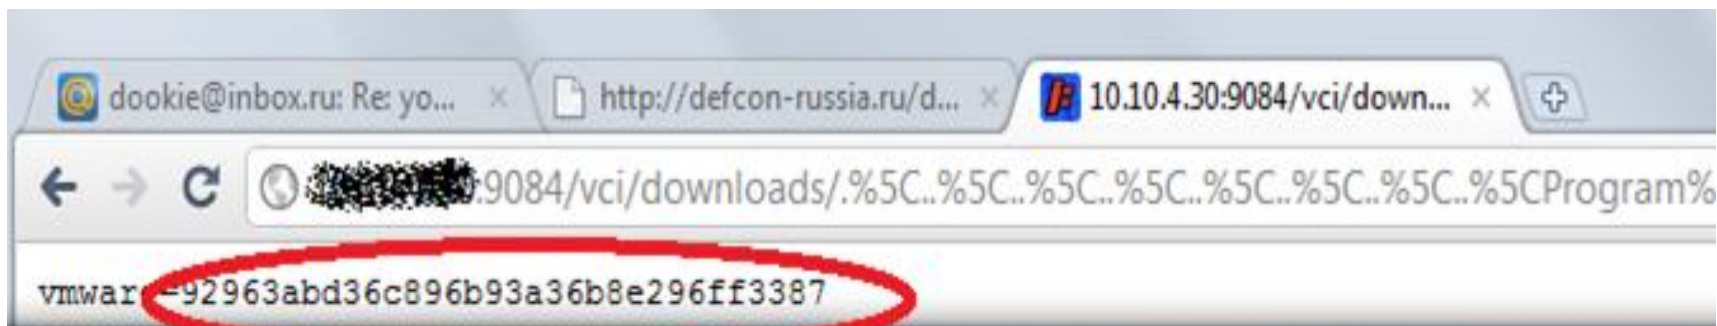 dookie@inbox.ru: Re: yo...
http://defcon-russia.ru/d...
10.10.4.30:9084/vci/down...
:9084/vci/downloads/.%5C..%5C..%5C..%5C..%5C..%5C..%5C..%5CProgram%
vmware=92963abd36c896b93a36b8e296ff3387